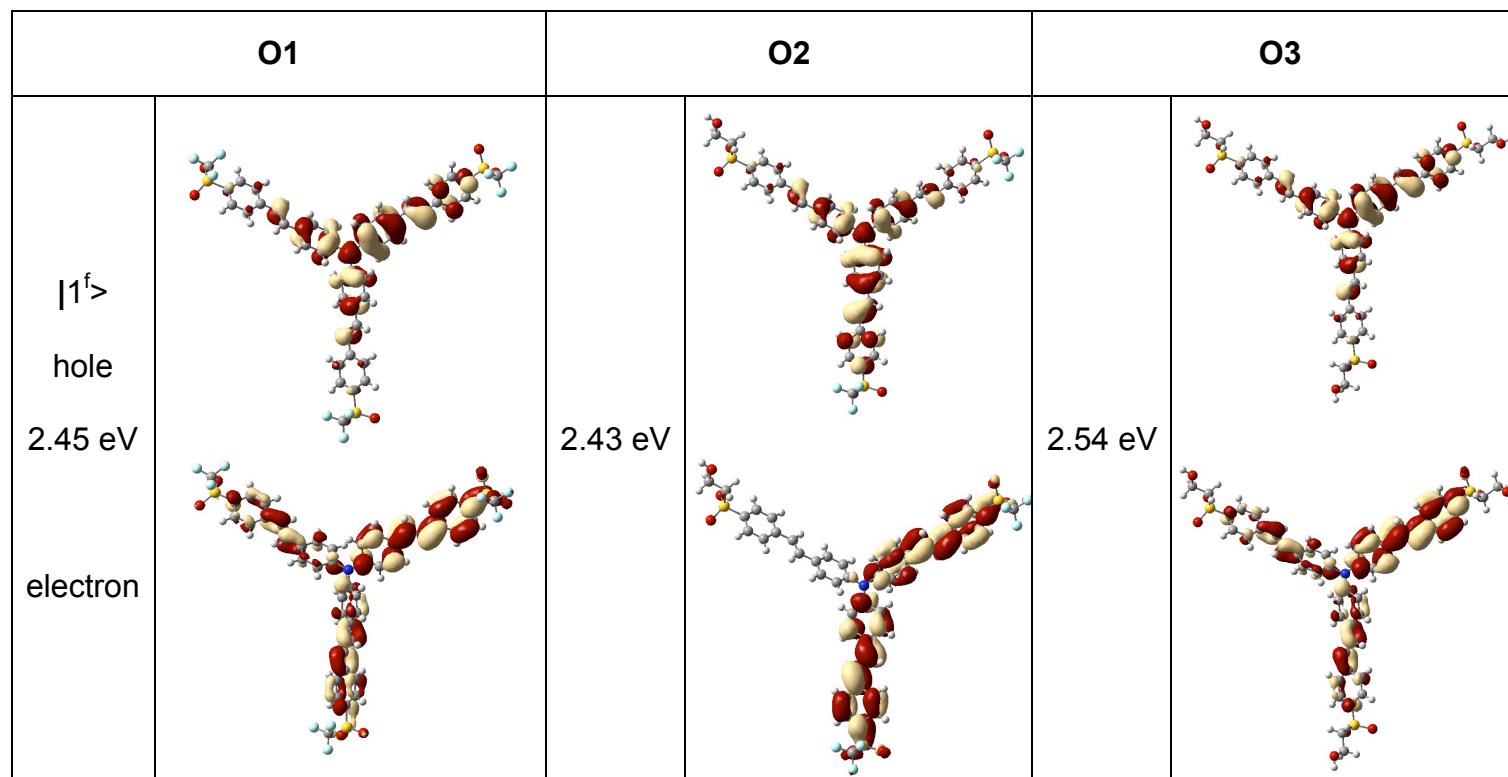 O1
O2
O3
|1ᶠ>
hole
2.45 eV
electron
2.43 eV
2.54 eV